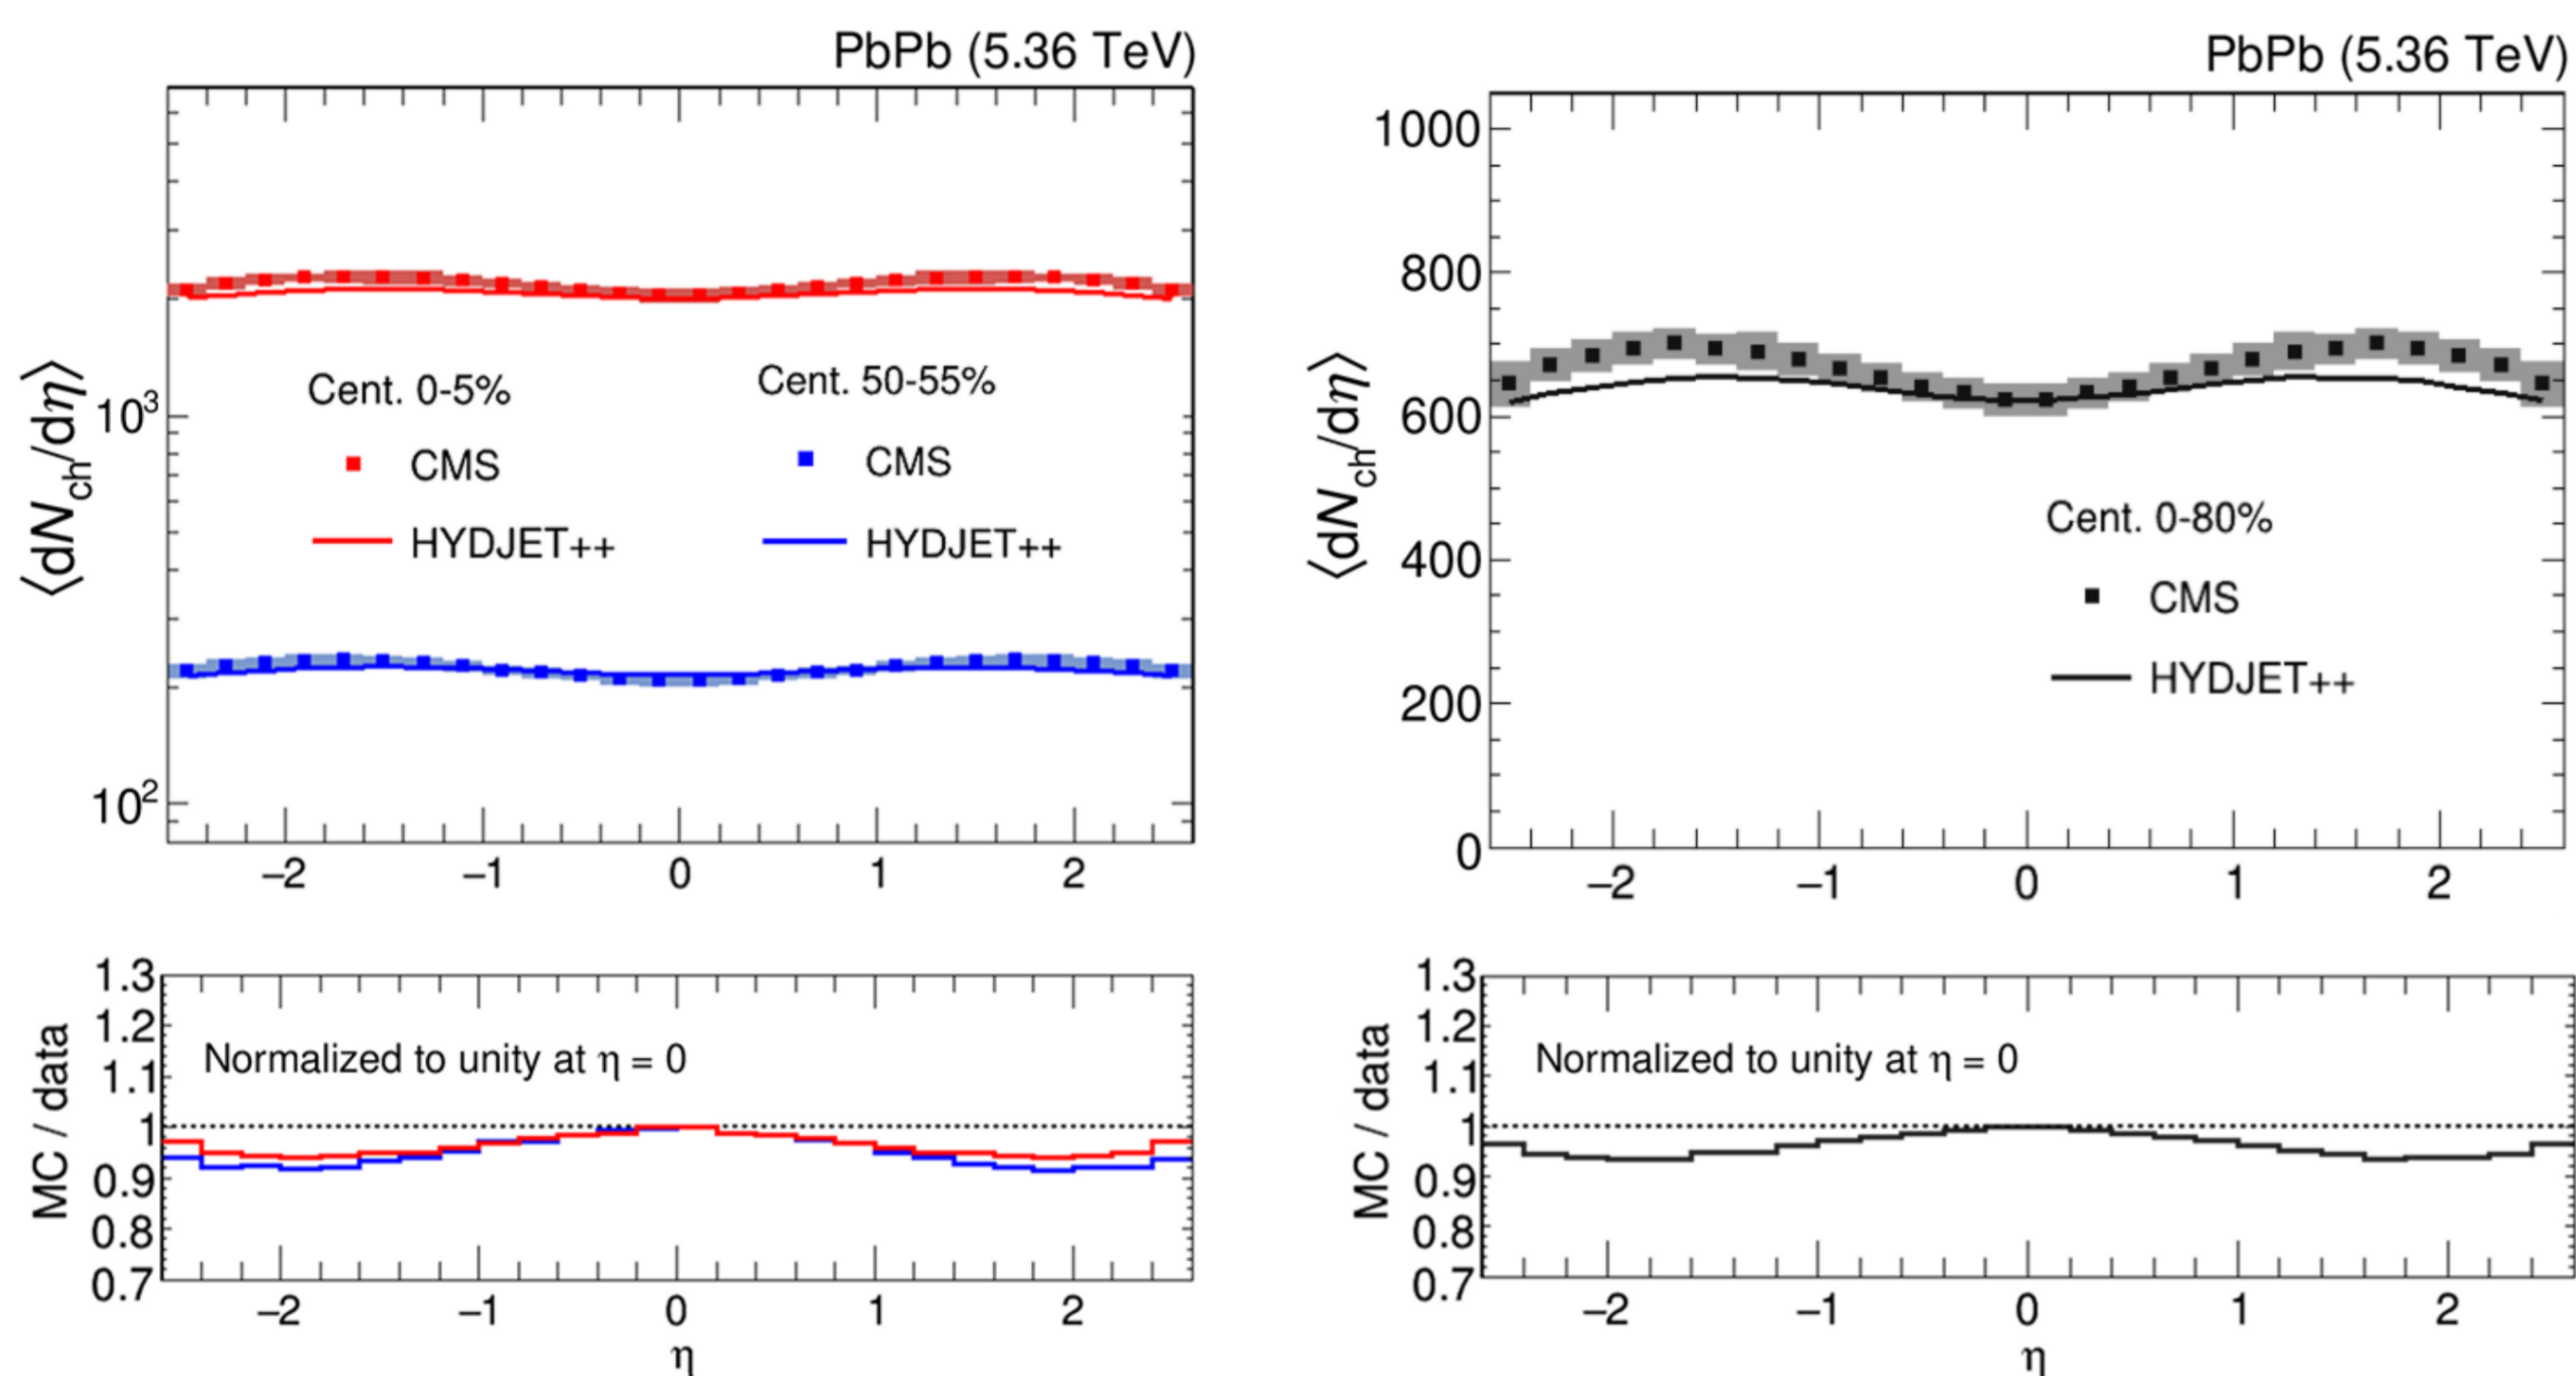 PbPb (5.36 TeV)
⟨dN_ch/dη⟩
10³
10²
Cent. 0-5%
CMS
HYDJET++
Cent. 50-55%
CMS
HYDJET++
−2 −1 0 1 2
MC / data
1.3
1.2
1.1
1
0.9
0.8
0.7
Normalized to unity at η = 0
−2 −1 0 1 2
η
PbPb (5.36 TeV)
⟨dN_ch/dη⟩
1000
800
600
400
200
0
Cent. 0-80%
CMS
HYDJET++
−2 −1 0 1 2
MC / data
1.3
1.2
1.1
1
0.9
0.8
0.7
Normalized to unity at η = 0
−2 −1 0 1 2
η